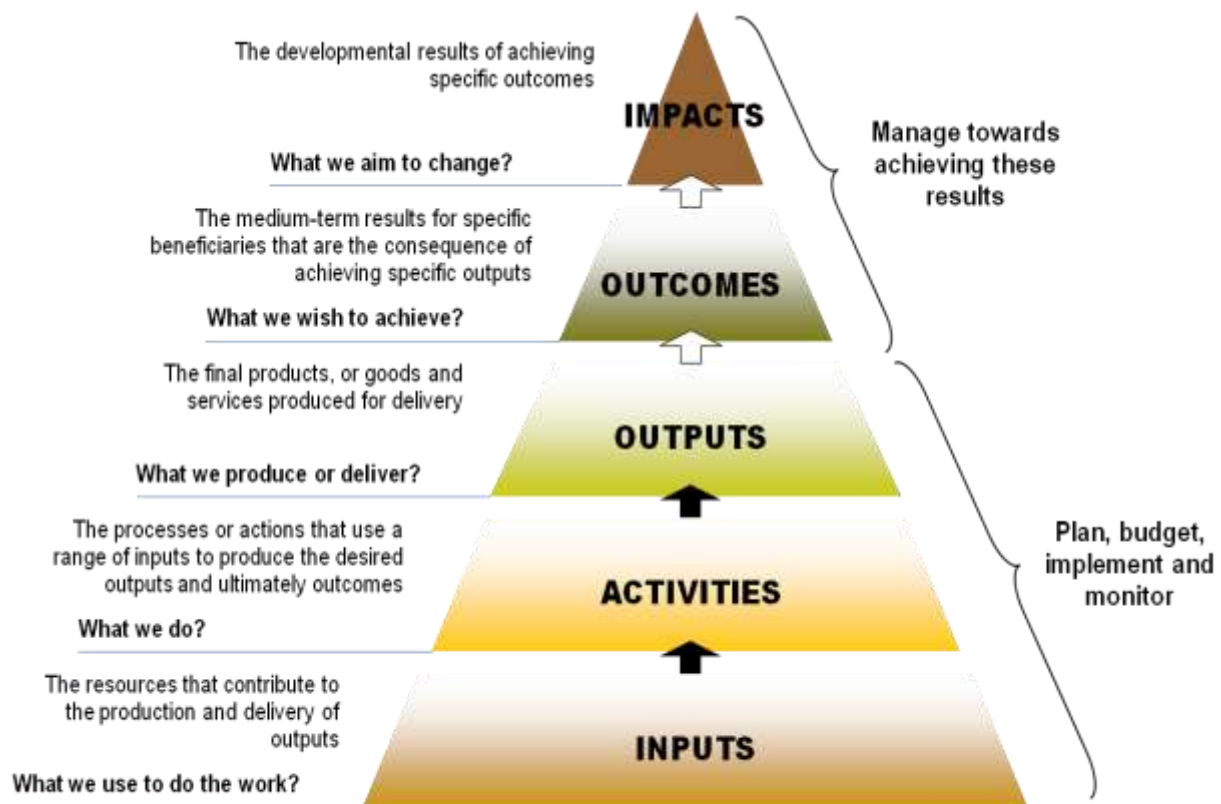 The developmental results of achieving
specific outcomes
IMPACTS
What we aim to change?
Manage towards
achieving these
results
The medium-term results for specific
beneficiaries that are the consequence of
achieving specific outputs
OUTCOMES
What we wish to achieve?
The final products, or goods and
services produced for delivery
OUTPUTS
What we produce or deliver?
The processes or actions that use a
range of inputs to produce the desired
outputs and ultimately outcomes
ACTIVITIES
What we do?
Plan, budget,
implement and
monitor
The resources that contribute to
the production and delivery of
outputs
INPUTS
What we use to do the work?